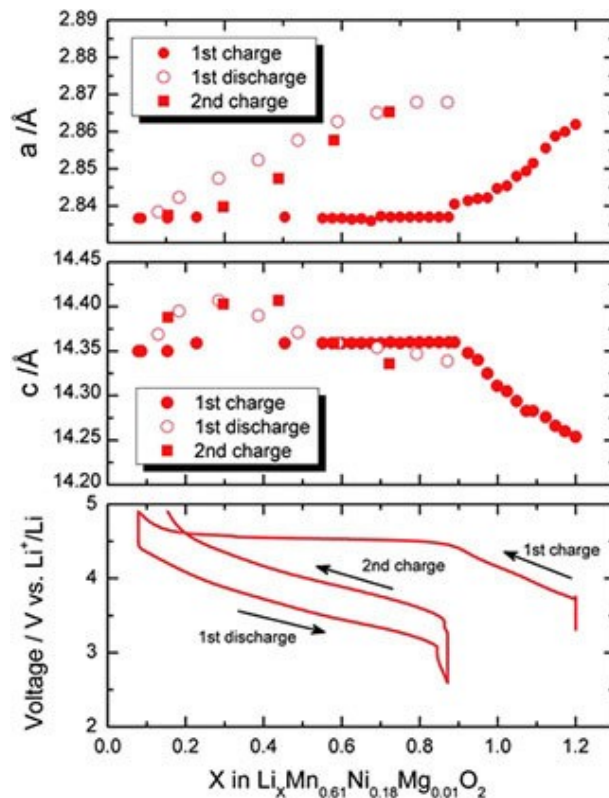 2.89
2.88
2.87
2.86
2.85
2.84
a /Å
1st charge
1st discharge
2nd charge
14.45
14.40
14.35
14.30
14.25
14.20
c /Å
1st charge
1st discharge
2nd charge
5
4
3
2
Voltage / V vs. Li⁺/Li
1st charge
2nd charge
1st discharge
0.0 0.2 0.4 0.6 0.8 1.0 1.2
X in LiₓMn₀.₆₁Ni₀.₁₈Mg₀.₀₁O₂